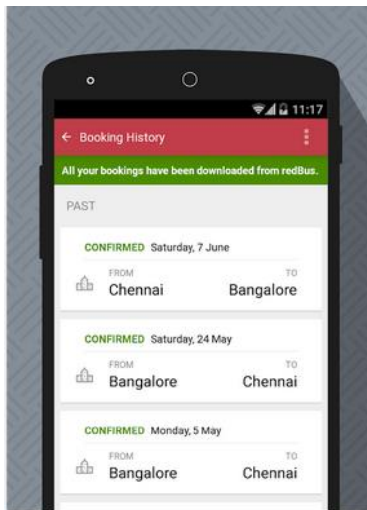 11:17
Booking History
All your bookings have been downloaded from redBus.
PAST
CONFIRMED Saturday, 7 June
FROM TO
Chennai Bangalore
CONFIRMED Saturday, 24 May
FROM TO
Bangalore Chennai
CONFIRMED Monday, 5 May
FROM TO
Bangalore Chennai